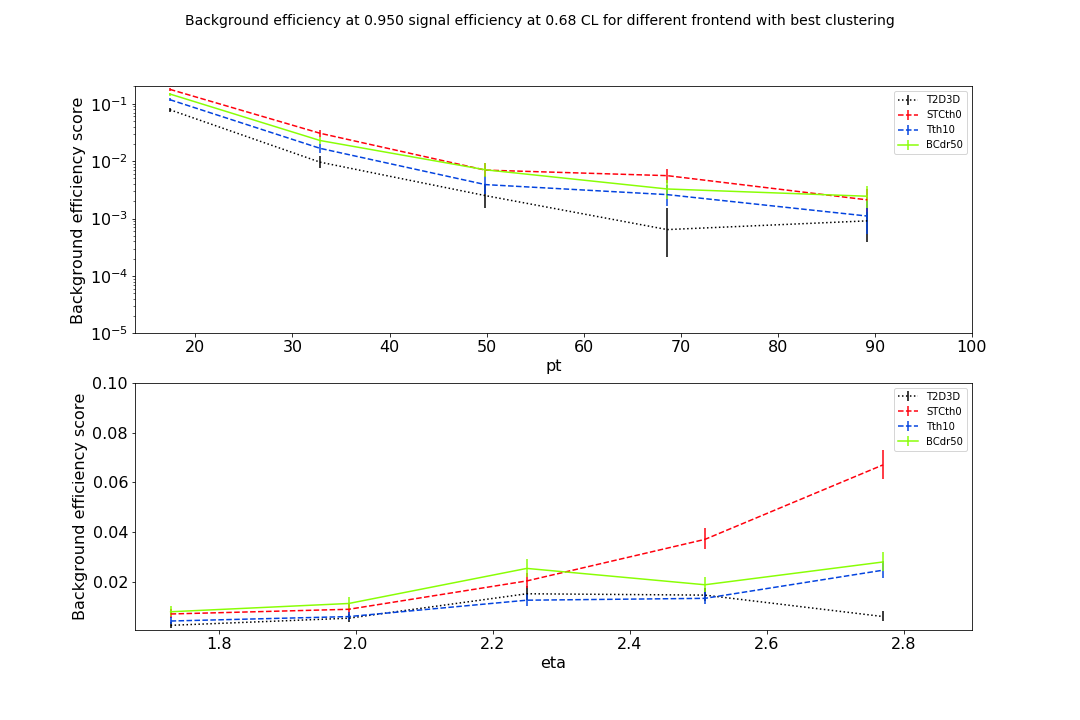 Background efficiency at 0.950 signal efficiency at 0.68 CL for different frontend with best clustering
Background efficiency score
10⁻¹
10⁻²
10⁻³
10⁻⁴
10⁻⁵
T2D3D
STCth0
Tth10
BCdr50
20 30 40 50 60 70 80 90 100
pt
Background efficiency score
0.10
0.08
0.06
0.04
0.02
T2D3D
STCth0
Tth10
BCdr50
1.8 2.0 2.2 2.4 2.6 2.8
eta